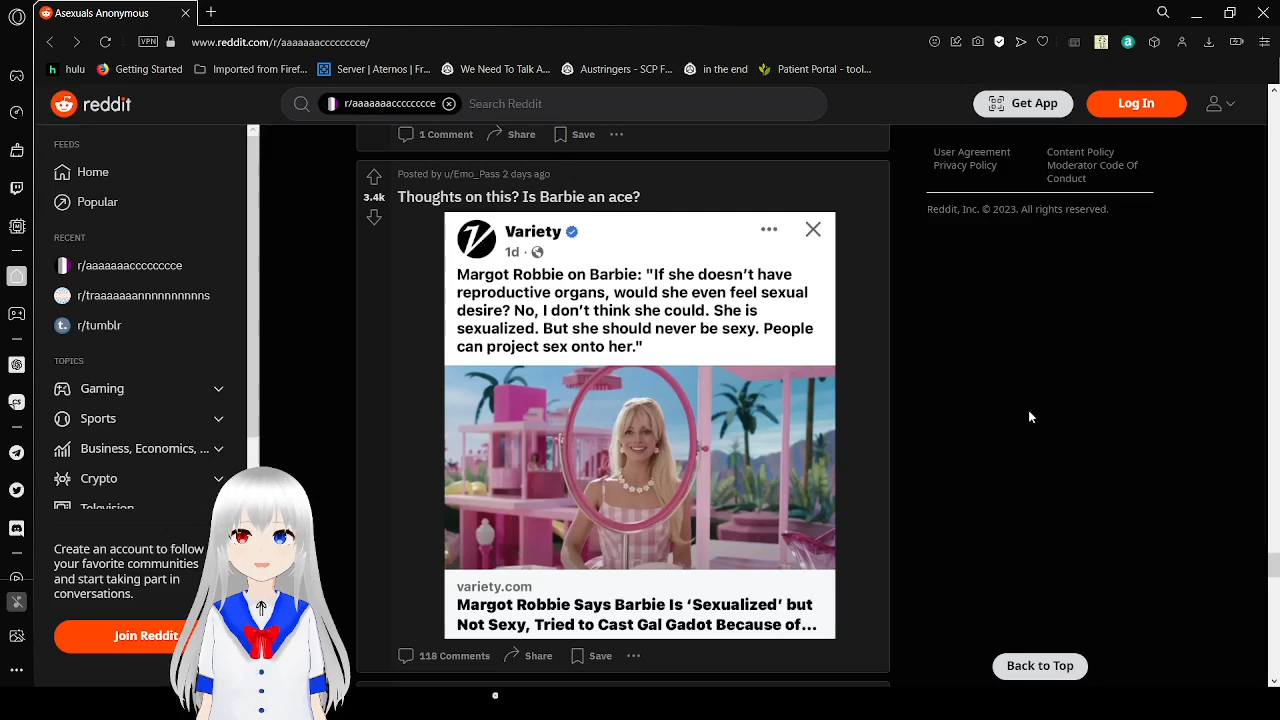 Asexuals Anonymous
VPN
www.reddit.com/r/aaaaaaacccccccce/
h hulu
Getting Started
Imported from Firef...
Server | Aternos | Fr...
We Need To Talk A...
Austringers - SCP F...
in the end
Patient Portal - tool...
reddit
r/aaaaaaacccccccce
Search Reddit
Get App
Log In
FEEDS
Home
Popular
RECENT
r/aaaaaaacccccccce
r/traaaaaaannnnnnnnnns
t. r/tumblr
TOPICS
Gaming
Sports
Business, Economics, ...
Crypto
Television
Create an account to follow
your favorite communities
and start taking part in
conversations.
Join Reddit
1 Comment
Share
Save
Posted by u/Emo_Pass 2 days ago
3.4k
Thoughts on this? Is Barbie an ace?
Variety
1d ·
Margot Robbie on Barbie: "If she doesn't have
reproductive organs, would she even feel sexual
desire? No, I don't think she could. She is
sexualized. But she should never be sexy. People
can project sex onto her."
variety.com
Margot Robbie Says Barbie Is 'Sexualized' but
Not Sexy, Tried to Cast Gal Gadot Because of...
118 Comments
Share
Save
User Agreement
Privacy Policy
Content Policy
Moderator Code Of
Conduct
Reddit, Inc. © 2023. All rights reserved.
Back to Top